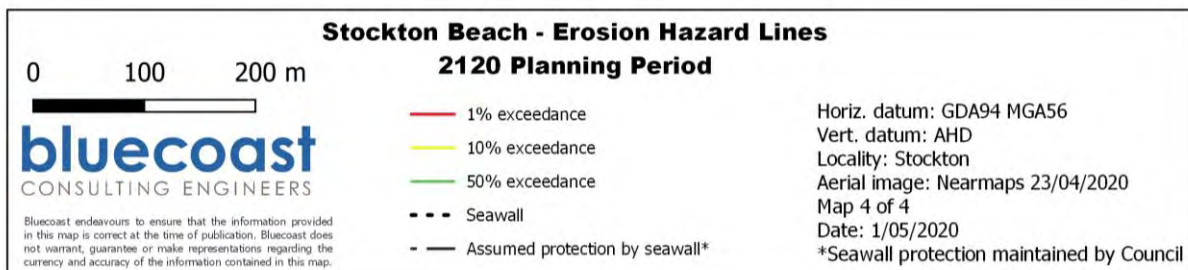 Stockton Beach - Erosion Hazard Lines
2120 Planning Period
0 100 200 m
bluecoast
CONSULTING ENGINEERS
Bluecoast endeavours to ensure that the information provided
in this map is correct at the time of publication. Bluecoast does
not warrant, guarantee or make representations regarding the
currency and accuracy of the information contained in this map.
1% exceedance
10% exceedance
50% exceedance
Seawall
Assumed protection by seawall*
Horiz. datum: GDA94 MGA56
Vert. datum: AHD
Locality: Stockton
Aerial image: Nearmaps 23/04/2020
Map 4 of 4
Date: 1/05/2020
*Seawall protection maintained by Council